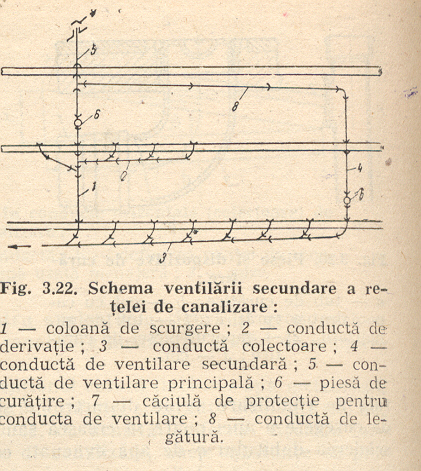 5
8
6
2
4
1
6
3
Fig. 3.22. Schema ventilării secundare a re-
țelei de canalizare :
1 — coloană de scurgere ; 2 — conductă de
derivație ; 3 — conductă colectoare ; 4 —
conductă de ventilare secundară ; 5 — con-
ductă de ventilare principală ; 6 — piesă de
curățire ; 7 — căciulă de protecție pentru
conducta de ventilare ; 8 — conductă de le-
gătură.